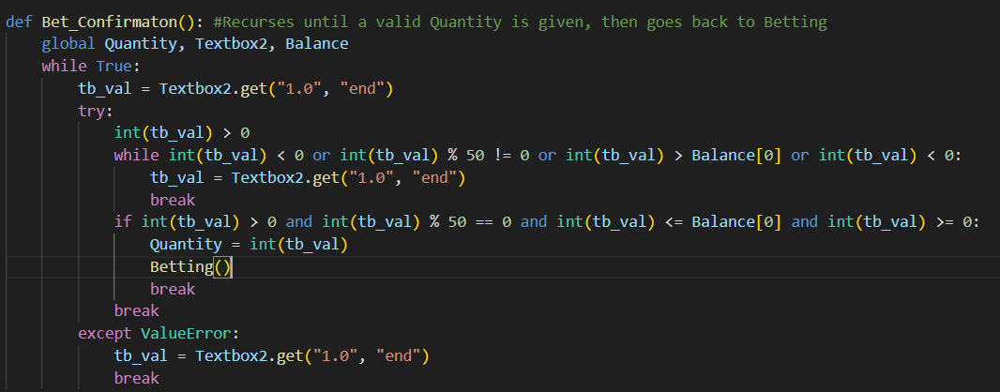 def Bet_Confirmaton(): #Recurses until a valid Quantity is given, then goes back to Betting
    global Quantity, Textbox2, Balance
    while True:
        tb_val = Textbox2.get("1.0", "end")
        try:
            int(tb_val) > 0
            while int(tb_val) < 0 or int(tb_val) % 50 != 0 or int(tb_val) > Balance[0] or int(tb_val) < 0:
                tb_val = Textbox2.get("1.0", "end")
                break
            if int(tb_val) > 0 and int(tb_val) % 50 == 0 and int(tb_val) <= Balance[0] and int(tb_val) >= 0:
                Quantity = int(tb_val)
                Betting()
                break
            break
        except ValueError:
            tb_val = Textbox2.get("1.0", "end")
            break